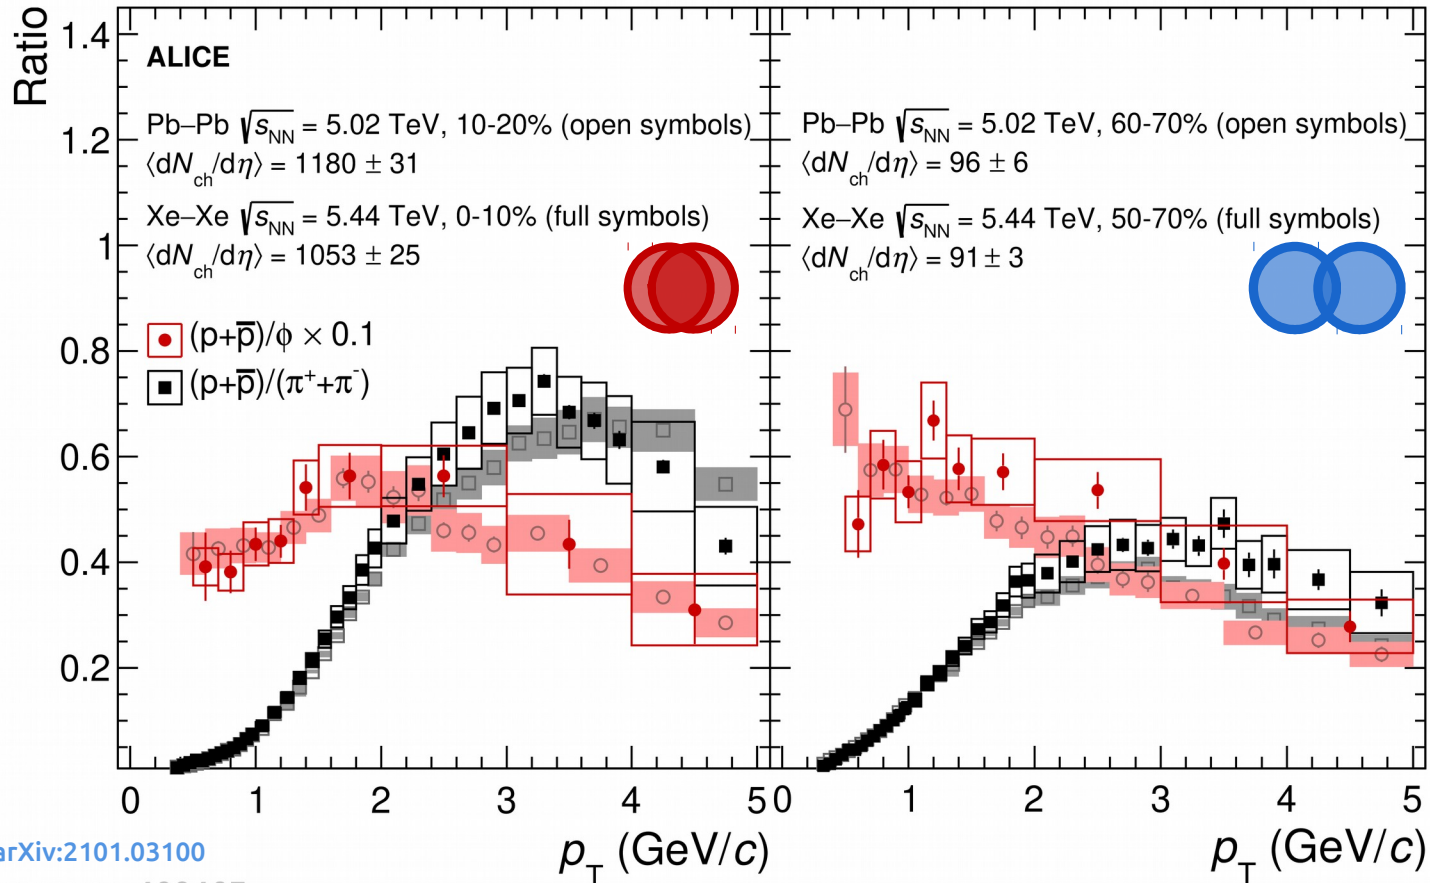 Ratio
1.4
1.2
1
0.8
0.6
0.4
0.2
ALICE
Pb–Pb √sNN = 5.02 TeV, 10-20% (open symbols)
⟨dNch/dη⟩ = 1180 ± 31
Xe–Xe √sNN = 5.44 TeV, 0-10% (full symbols)
⟨dNch/dη⟩ = 1053 ± 25
(p+p̅)/ϕ × 0.1
(p+p̅)/(π⁺+π⁻)
Pb–Pb √sNN = 5.02 TeV, 60-70% (open symbols)
⟨dNch/dη⟩ = 96 ± 6
Xe–Xe √sNN = 5.44 TeV, 50-70% (full symbols)
⟨dNch/dη⟩ = 91 ± 3
0 1 2 3 4 5
0 1 2 3 4 5
pT (GeV/c)
pT (GeV/c)
arXiv:2101.03100